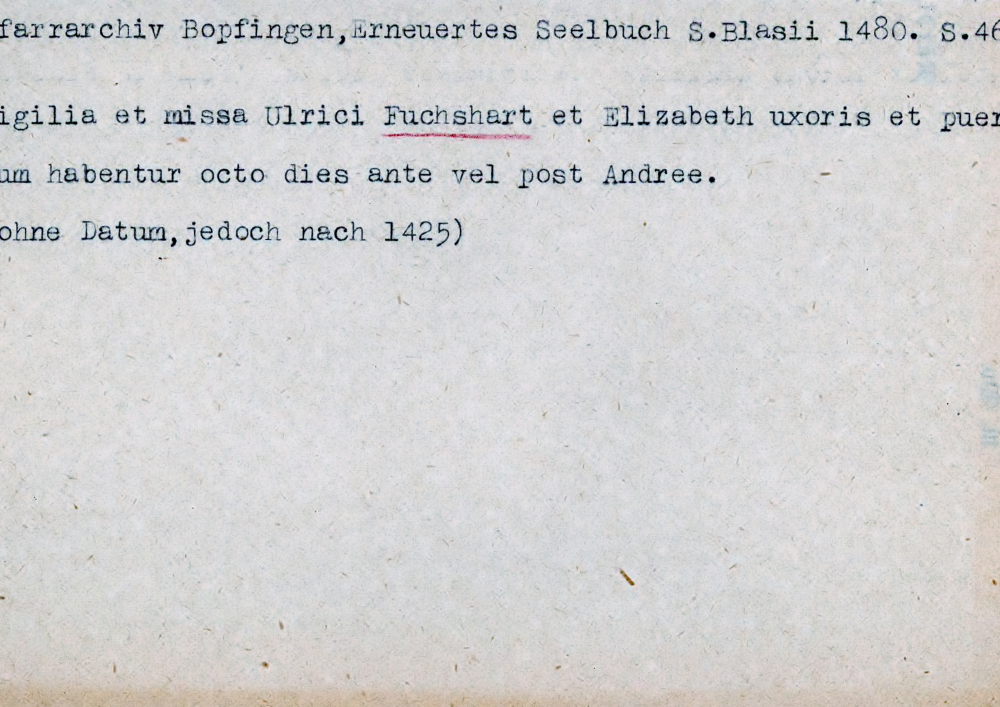 farrarchiv Bopfingen,Erneuertes Seelbuch S.Blasii 1480. S.46
igilia et missa Ulrici Fuchshart et Elizabeth uxoris et puer
um habentur octo dies ante vel post Andree.
ohne Datum,jedoch nach 1425)